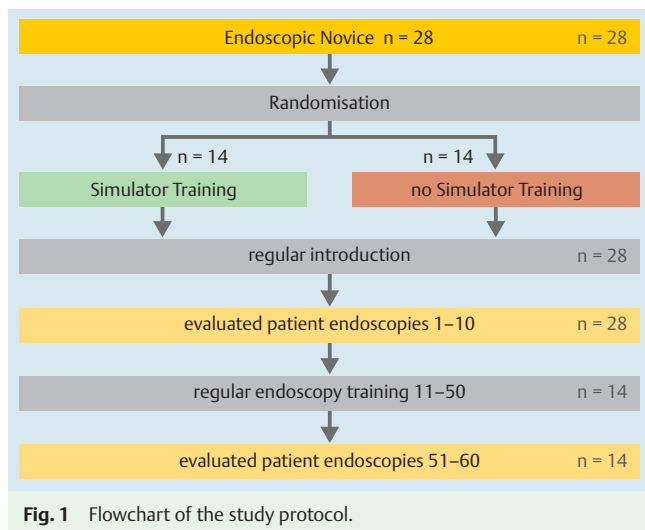 Endoscopic Novice n = 28 n = 28
Randomisation
n = 14 n = 14
Simulator Training no Simulator Training
regular introduction n = 28
evaluated patient endoscopies 1–10 n = 28
regular endoscopy training 11–50 n = 14
evaluated patient endoscopies 51–60 n = 14
Fig. 1 Flowchart of the study protocol.